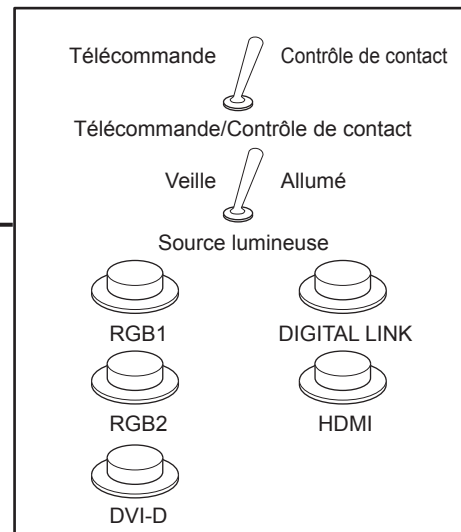 Télécommande Contrôle de contact
Télécommande/Contrôle de contact
Veille Allumé
Source lumineuse
RGB1 DIGITAL LINK
RGB2 HDMI
DVI-D